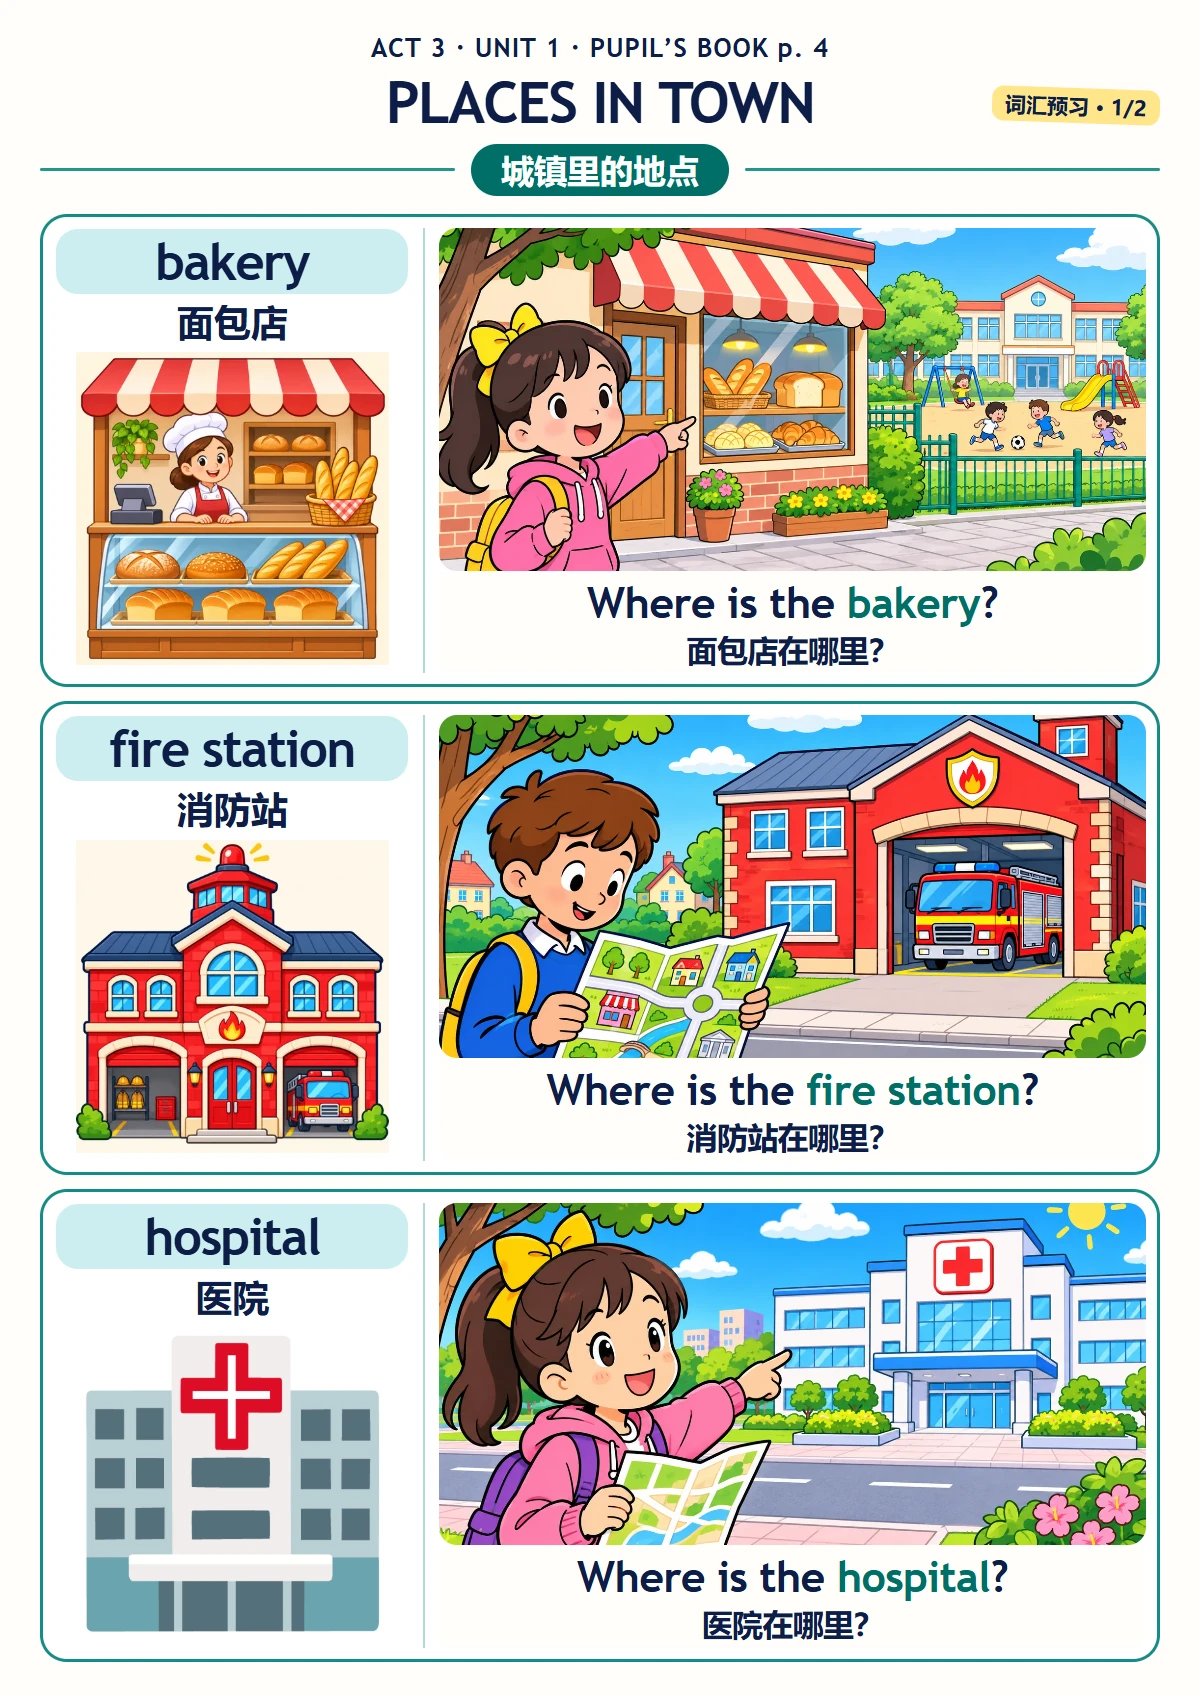 ACT 3 · UNIT 1 · PUPIL’S BOOK p. 4
PLACES IN TOWN
词汇预习 • 1/2
城镇里的地点
bakery
面包店
Where is the bakery?
面包店在哪里？
fire station
消防站
Where is the fire station?
消防站在哪里？
hospital
医院
Where is the hospital?
医院在哪里？